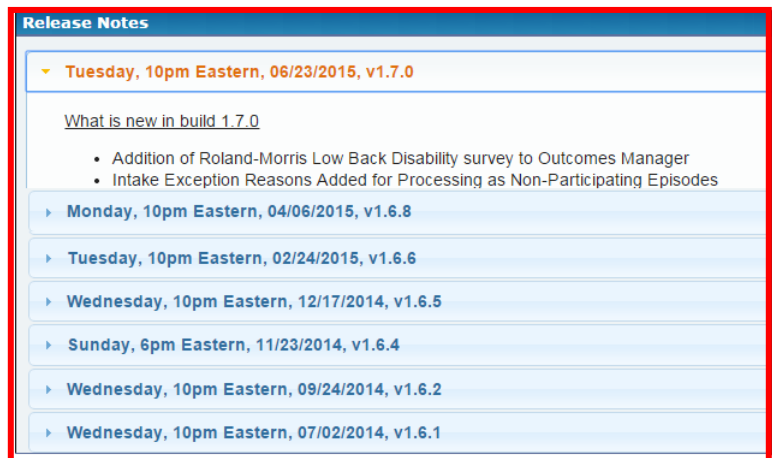 Release Notes
Tuesday, 10pm Eastern, 06/23/2015, v1.7.0
What is new in build 1.7.0
• Addition of Roland-Morris Low Back Disability survey to Outcomes Manager
• Intake Exception Reasons Added for Processing as Non-Participating Episodes
Monday, 10pm Eastern, 04/06/2015, v1.6.8
Tuesday, 10pm Eastern, 02/24/2015, v1.6.6
Wednesday, 10pm Eastern, 12/17/2014, v1.6.5
Sunday, 6pm Eastern, 11/23/2014, v1.6.4
Wednesday, 10pm Eastern, 09/24/2014, v1.6.2
Wednesday, 10pm Eastern, 07/02/2014, v1.6.1